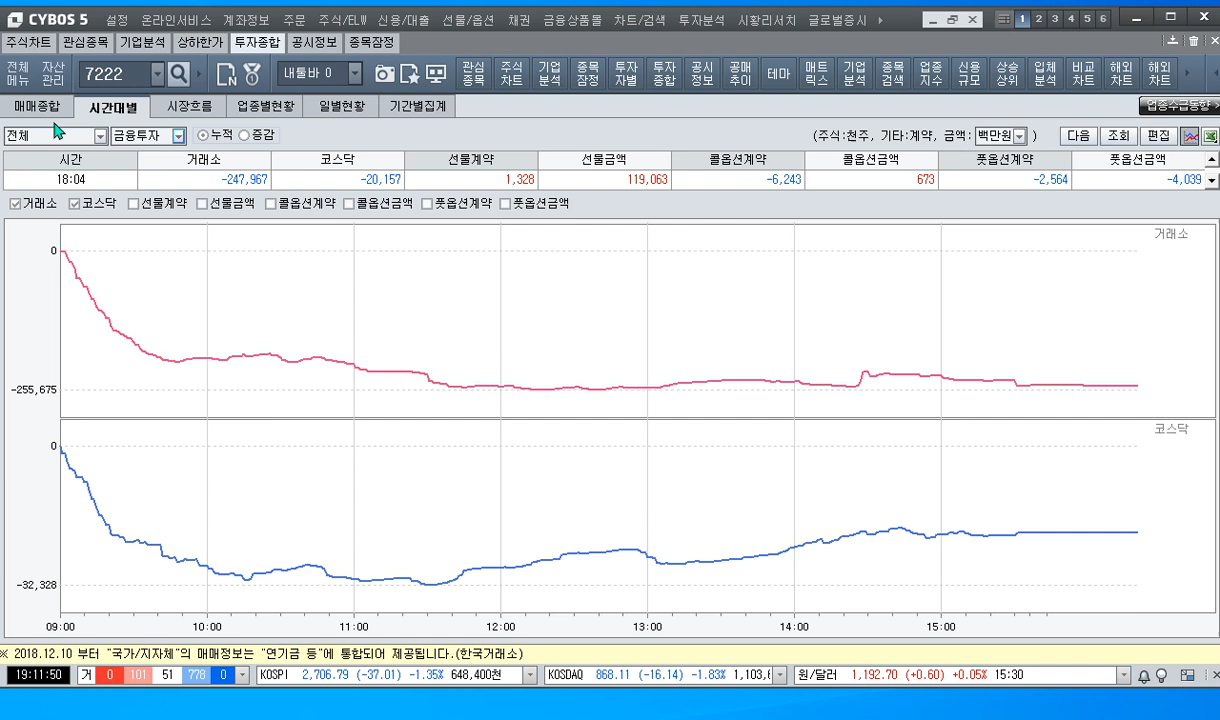 CYBOS 5 설정 온라인서비스 계좌정보 주문 주식/ELW 신용/대출 선물/옵션 채권 금융상품몰 차트/검색 투자분석 시황리서치 글로벌증시 1 2 3 4 5 6
주식차트 관심종목 기업분석 상하한가 투자종합 공시정보 종목잠정
전체메뉴 자산관리 7222 내툴바 0 관심종목 주식차트 기업분석 종목잠정 투자자별 투자종합 공시정보 공매추이 테마 매트릭스 기업분석 종목검색 업종지수 신용규모 상승상위 입체분석 비교차트 해외차트 해외차트
매매종합 시간대별 시장흐름 업종별현황 일별현황 기간별집계 업종수급동향 >
전체 금융투자 누적 증감 (주식:천주, 기타:계약, 금액: 백만원 ) 다음 조회 편집
시간 거래소 코스닥 선물계약 선물금액 콜옵션계약 콜옵션금액 풋옵션계약 풋옵션금액
18:04 -247,967 -20,157 1,328 119,063 -6,243 673 -2,564 -4,039
거래소 코스닥 선물계약 선물금액 콜옵션계약 콜옵션금액 풋옵션계약 풋옵션금액
거래소
0
-255,675
코스닥
0
-32,328
09:00 10:00 11:00 12:00 13:00 14:00 15:00
※ 2018.12.10 부터 "국가/지자체"의 매매정보는 "연기금 등"에 통합되어 제공됩니다.(한국거래소)
19:11:50 거 0 101 51 778 0 KOSPI 2,706.79 (-37.01) -1.35% 648,400천 KOSDAQ 868.11 (-16.14) -1.83% 1,103, 원/달러 1,192.70 (+0.60) +0.05% 15:30